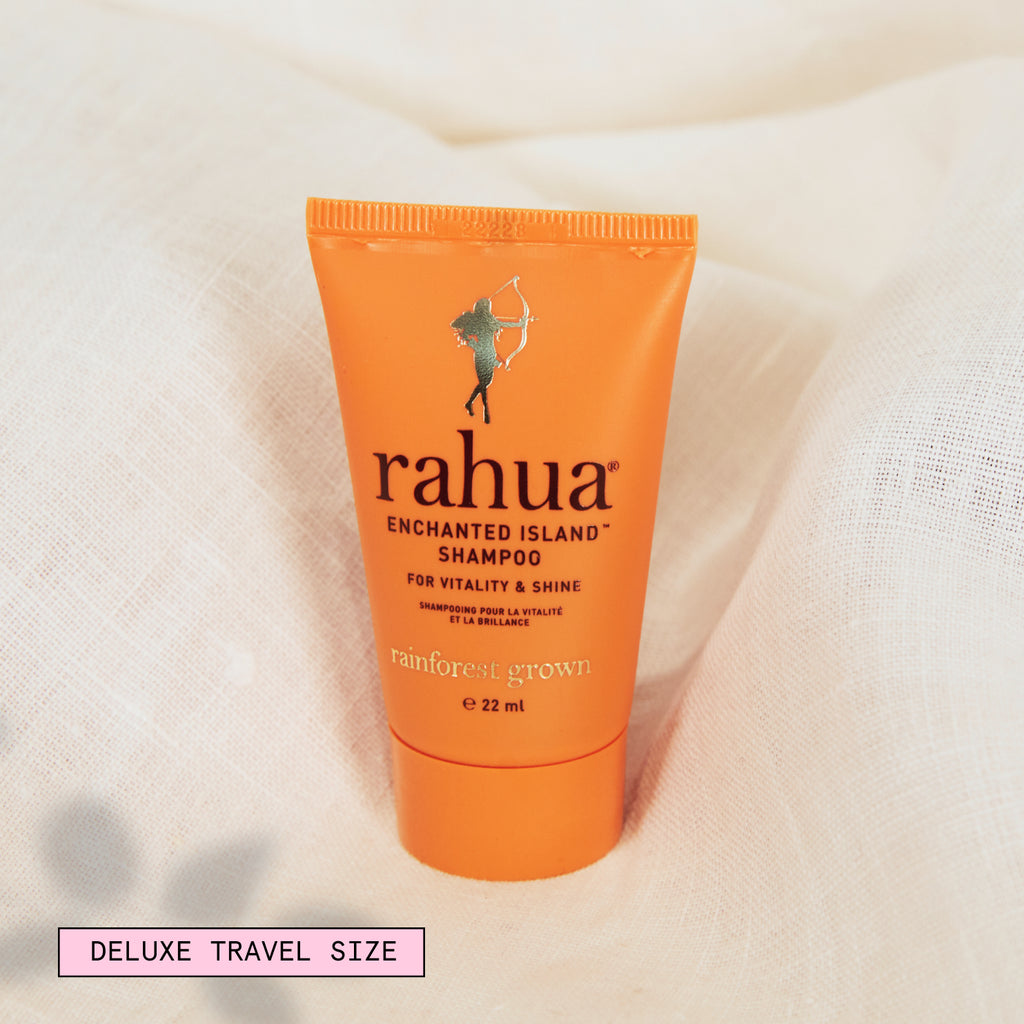 22228
rahua®
ENCHANTED ISLAND™
SHAMPOO
FOR VITALITY & SHINE
SHAMPOOING POUR LA VITALITÉ
ET LA BRILLANCE
rainforest grown
℮ 22 ml
DELUXE TRAVEL SIZE